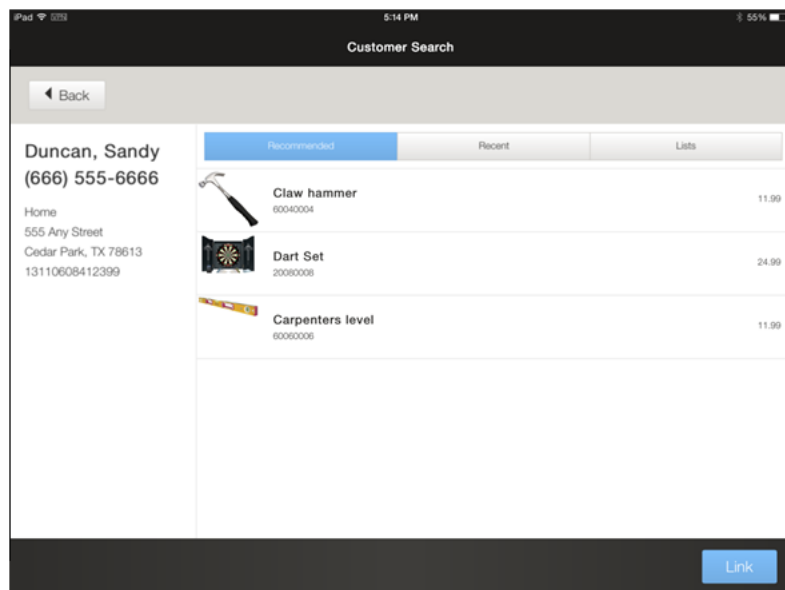 iPad
5:14 PM
55%
Customer Search
Back
Duncan, Sandy
(666) 555-6666
Home
555 Any Street
Cedar Park, TX 78613
13110608412399
Recommended
Recent
Lists
Claw hammer
60040004
11.99
Dart Set
20080008
24.99
Carpenters level
60060006
11.99
Link